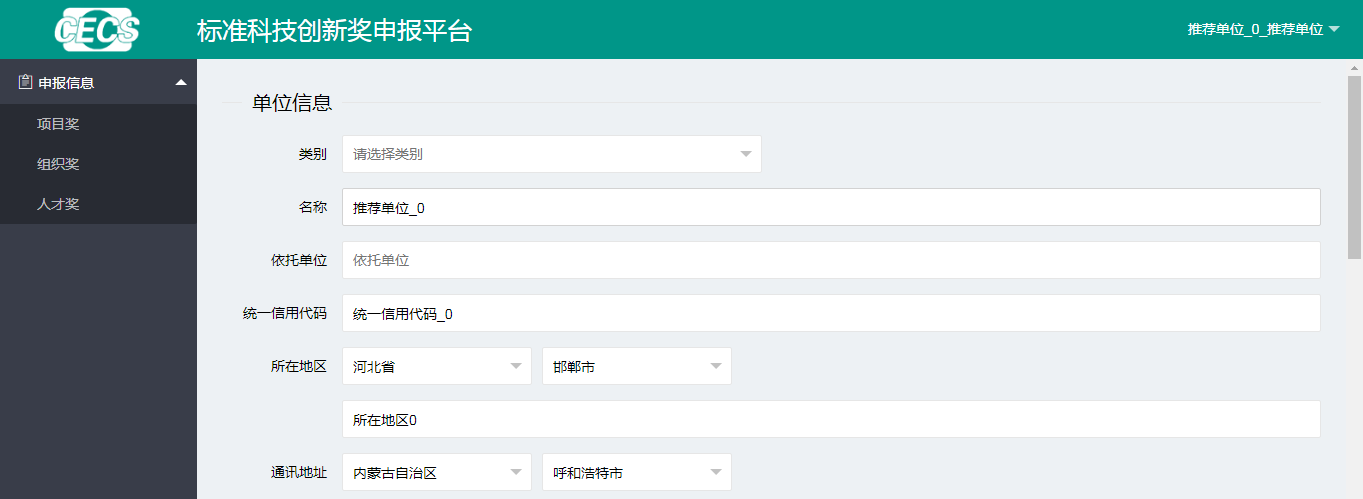 CECS 标准科技创新奖申报平台 推荐单位_0_推荐单位
申报信息
项目奖
组织奖
人才奖
单位信息
类别 请选择类别
名称 推荐单位_0
依托单位 依托单位
统一信用代码 统一信用代码_0
所在地区 河北省 邯郸市
所在地区0
通讯地址 内蒙古自治区 呼和浩特市